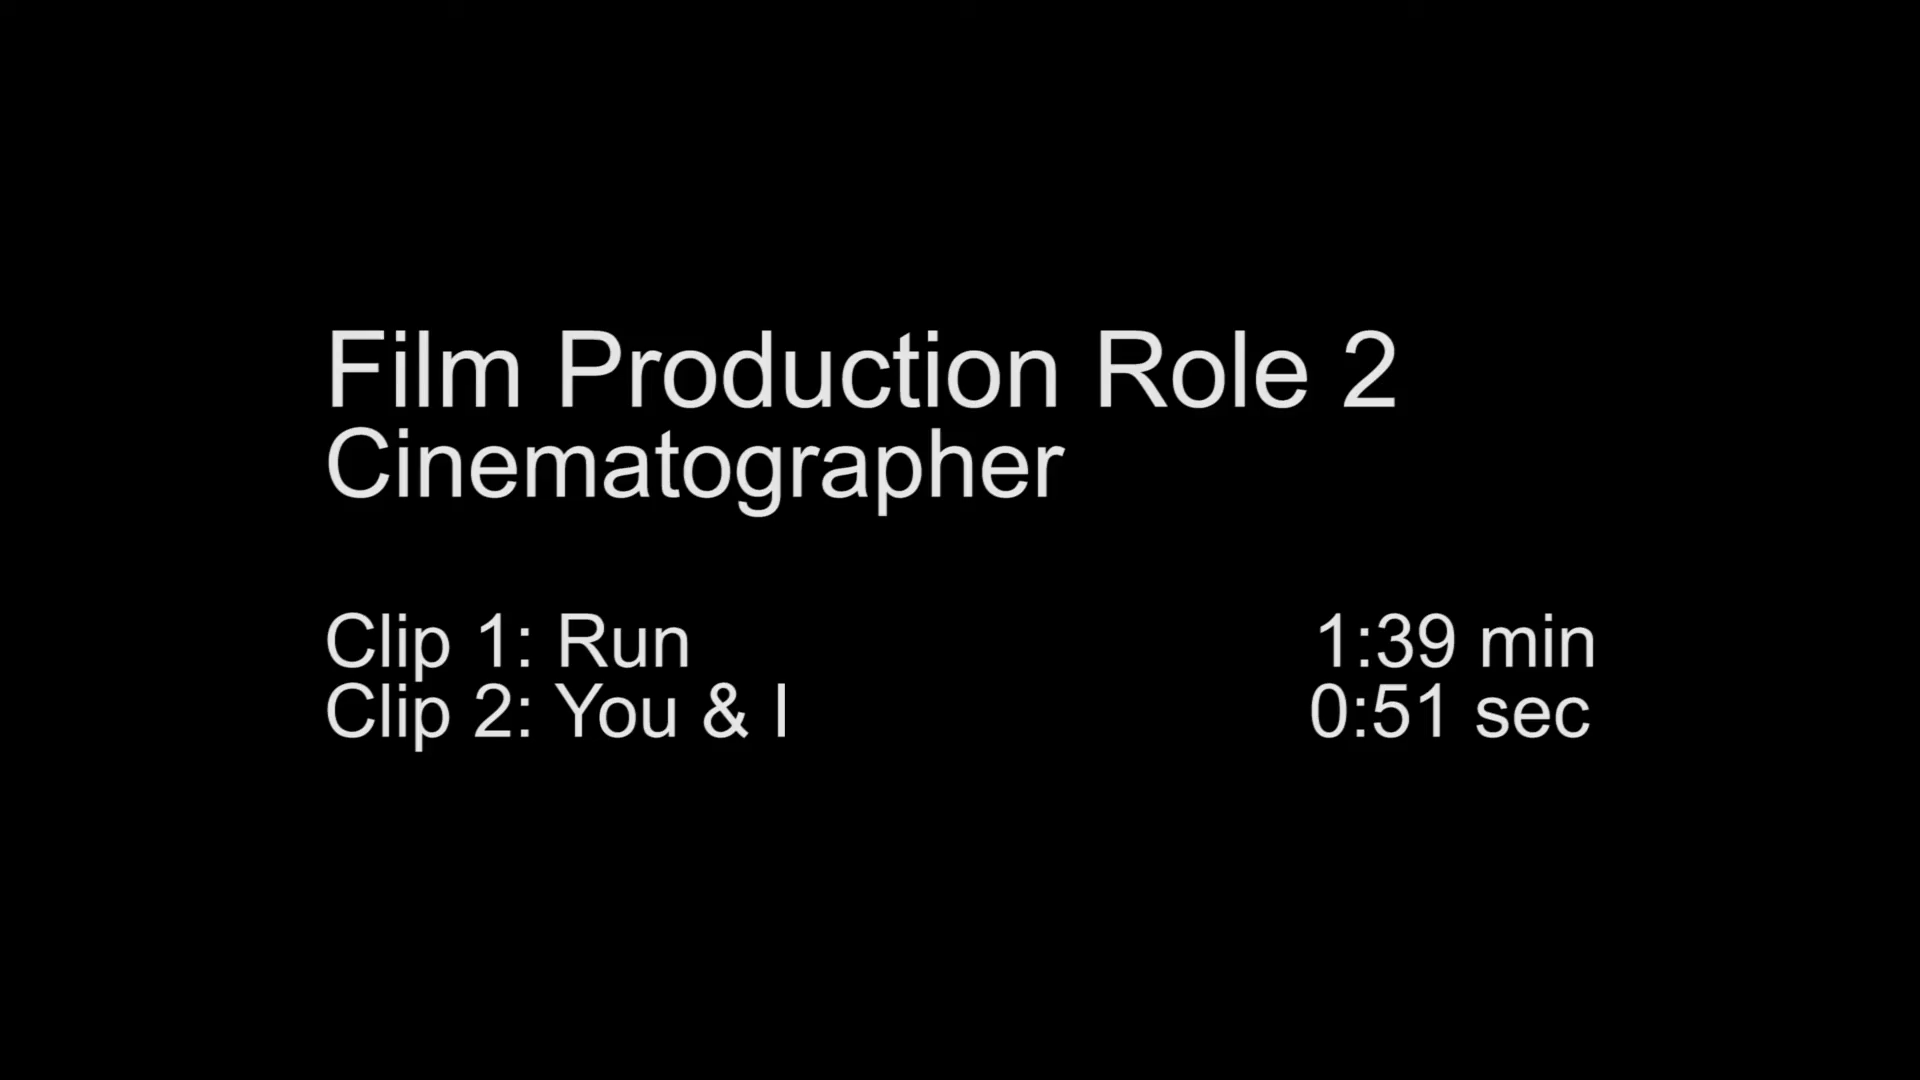 Film Production Role 2
Cinematographer
Clip 1: Run 1:39 min
Clip 2: You & I 0:51 sec